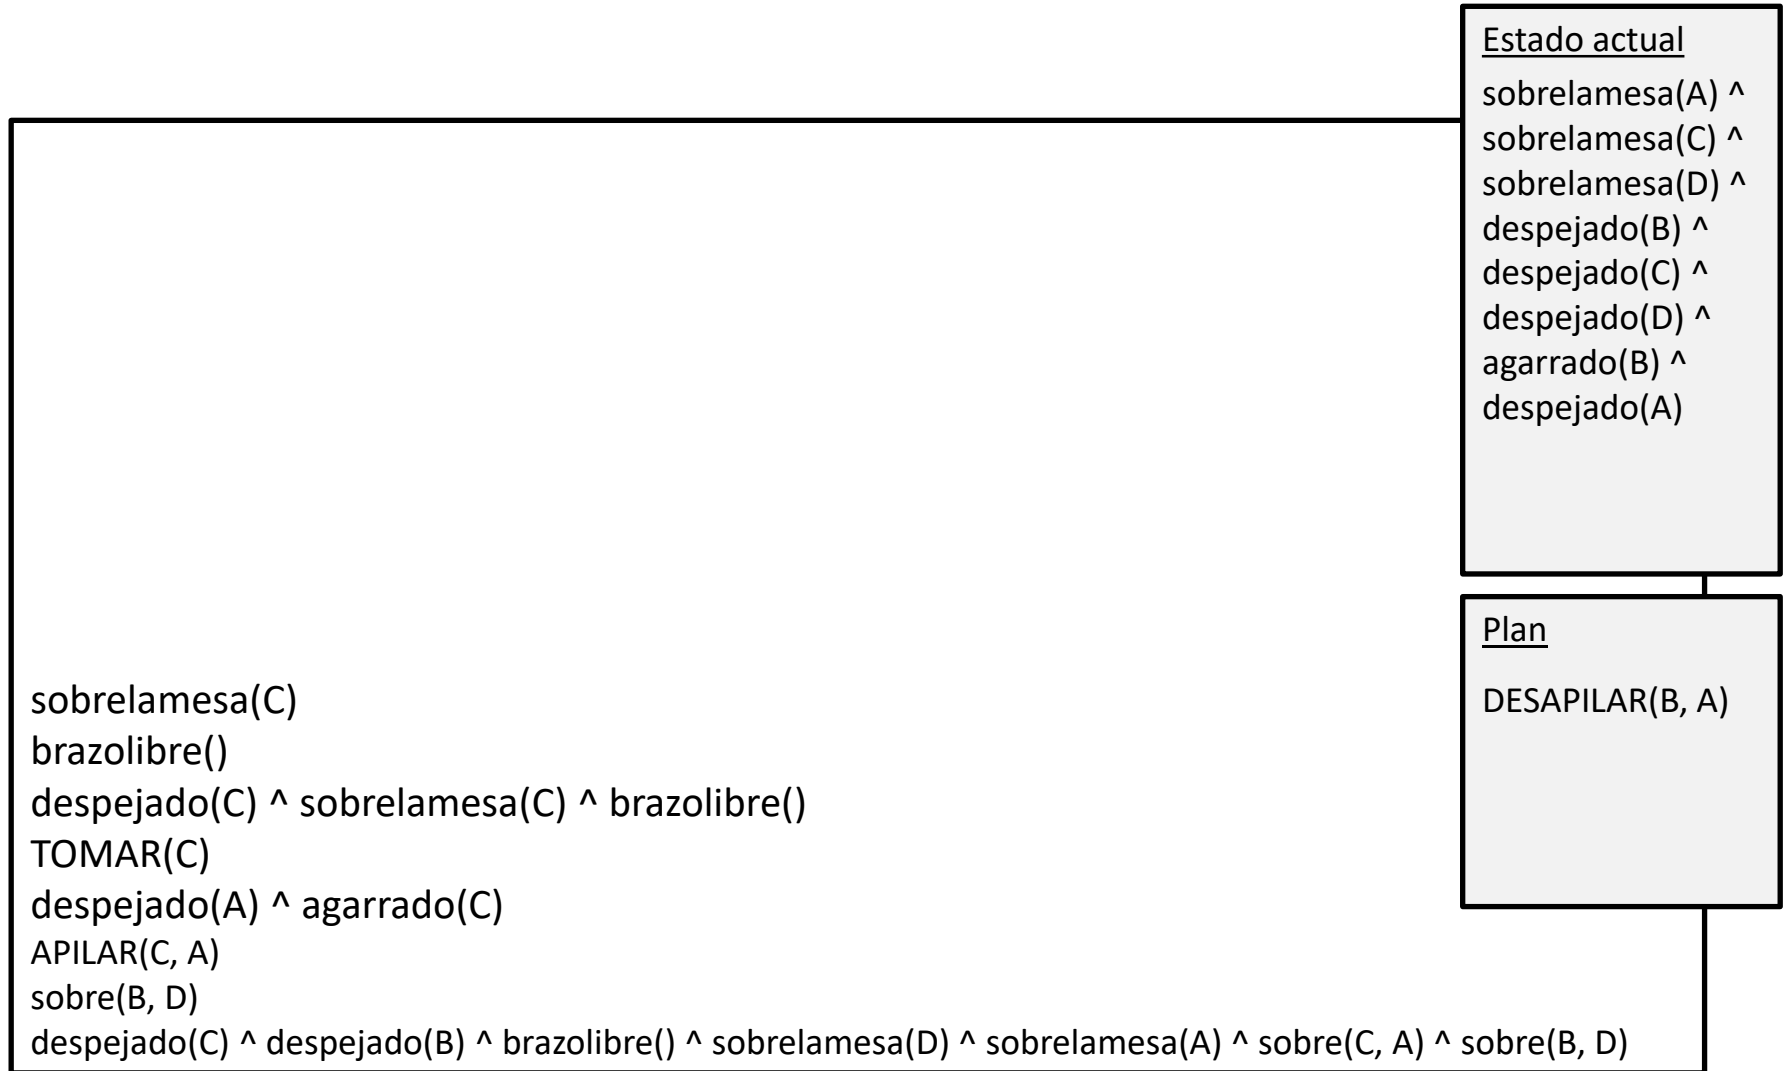 Estado actual
sobrelamesa(A) ^
sobrelamesa(C) ^
sobrelamesa(D) ^
despejado(B) ^
despejado(C) ^
despejado(D) ^
agarrado(B) ^
despejado(A)
Plan
DESAPILAR(B, A)
sobrelamesa(C)
brazolibre()
despejado(C) ^ sobrelamesa(C) ^ brazolibre()
TOMAR(C)
despejado(A) ^ agarrado(C)
APILAR(C, A)
sobre(B, D)
despejado(C) ^ despejado(B) ^ brazolibre() ^ sobrelamesa(D) ^ sobrelamesa(A) ^ sobre(C, A) ^ sobre(B, D)